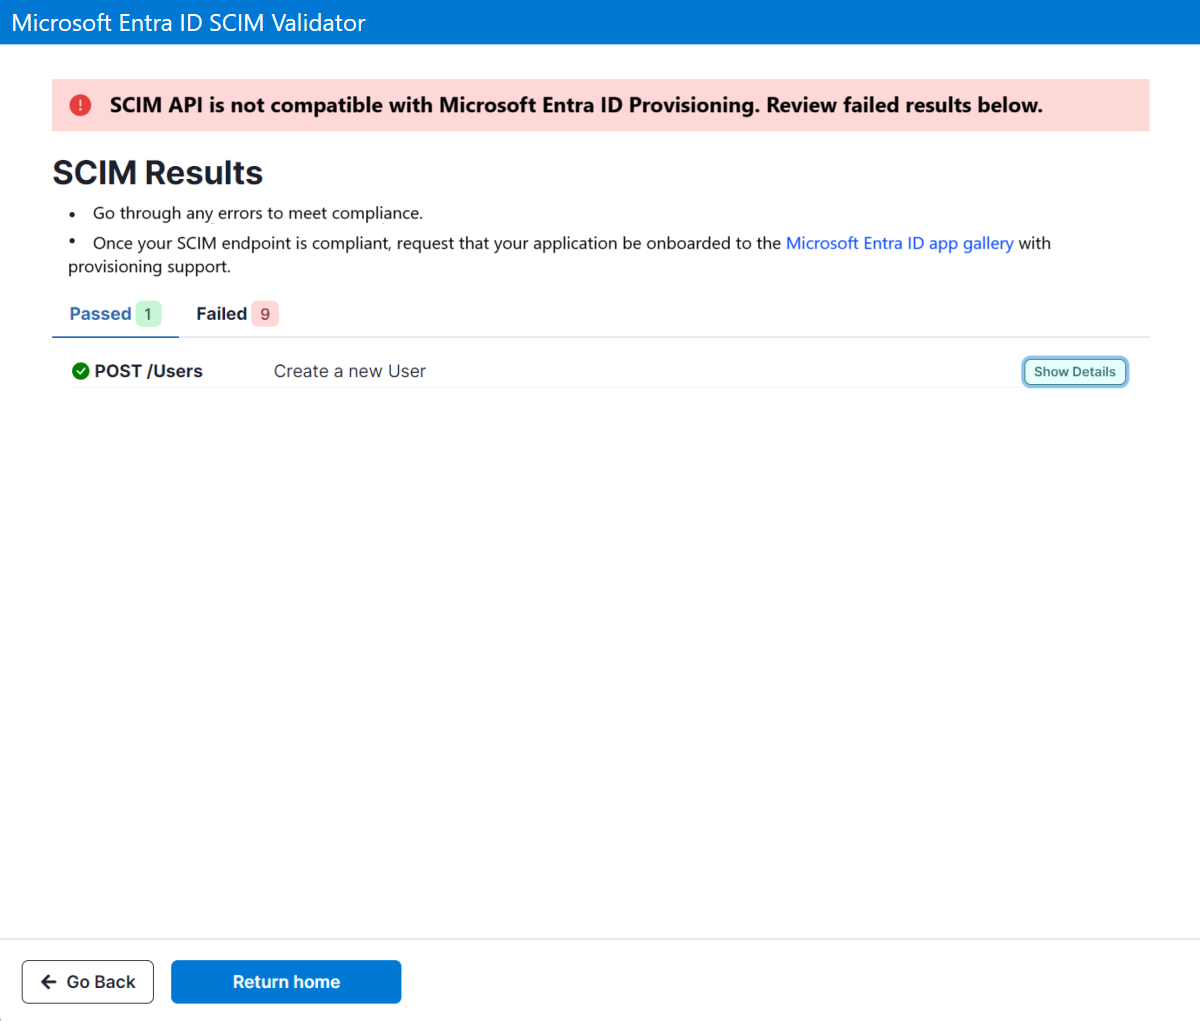 Microsoft Entra ID SCIM Validator
SCIM API is not compatible with Microsoft Entra ID Provisioning. Review failed results below.
SCIM Results
• Go through any errors to meet compliance.
• Once your SCIM endpoint is compliant, request that your application be onboarded to the Microsoft Entra ID app gallery with
provisioning support.
Passed 1 Failed 9
POST /Users Create a new User Show Details
Go Back Return home